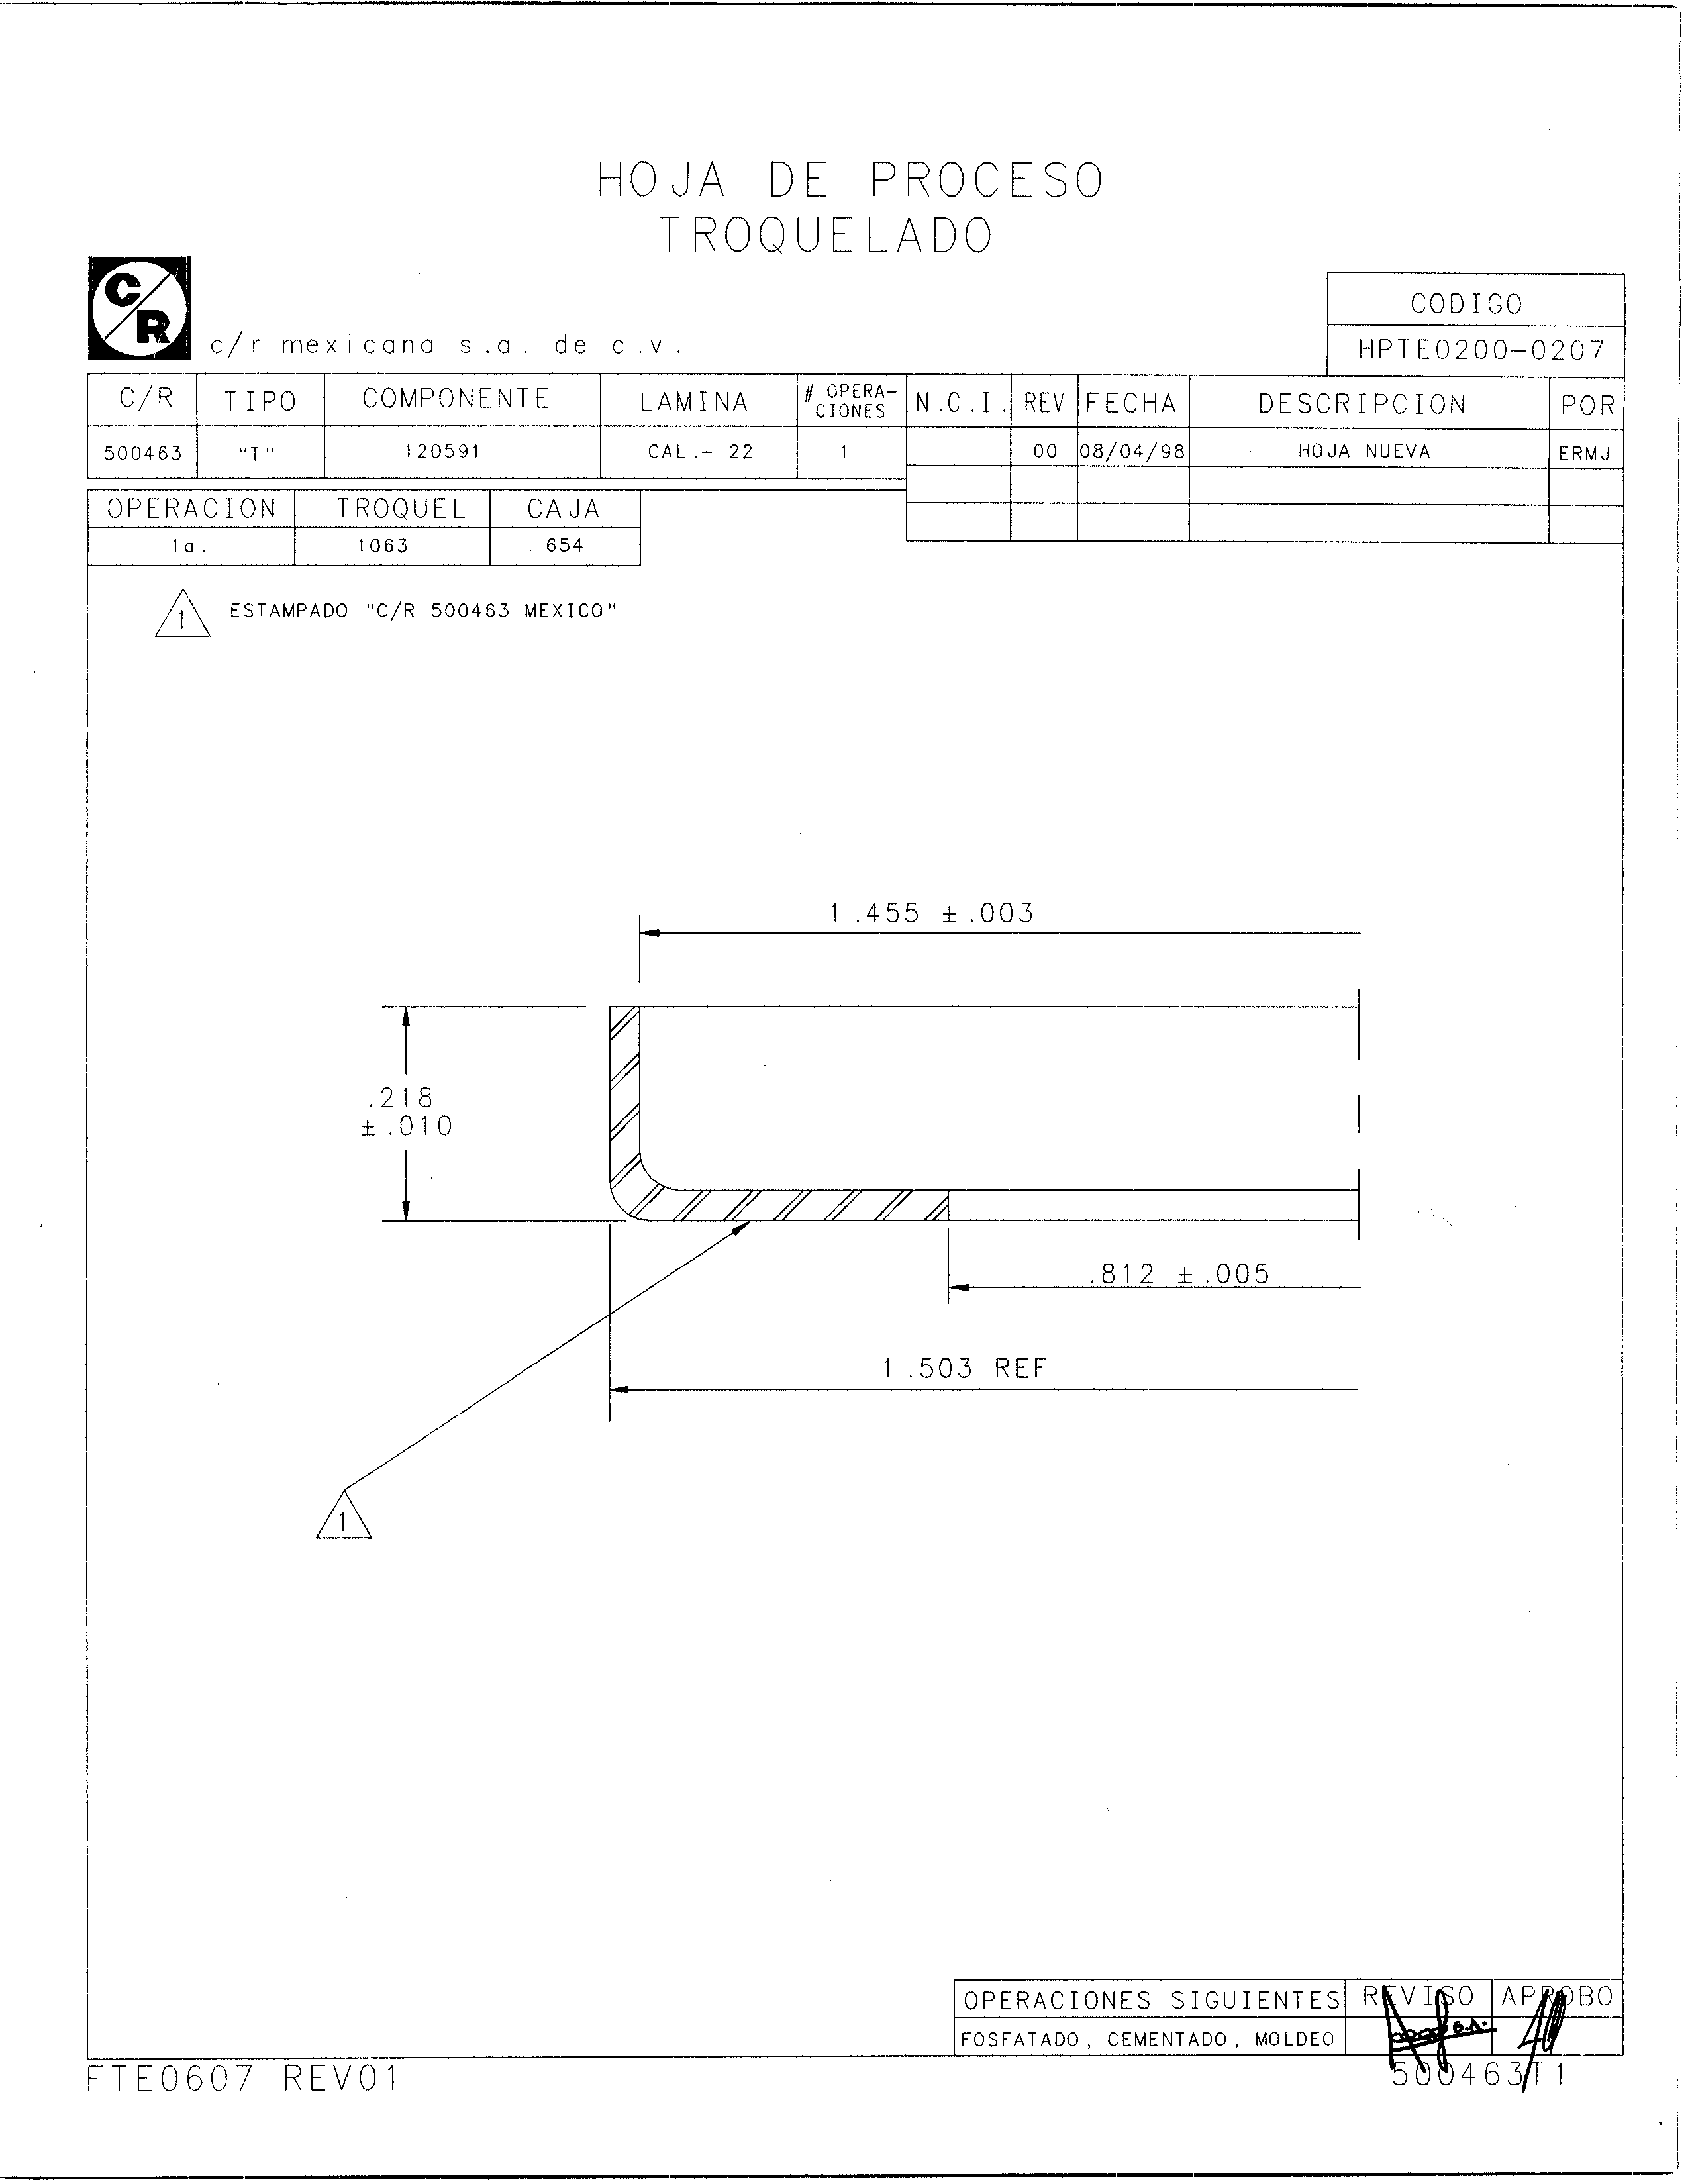 HOJA DE PROCESO
TROQUELADO
C/R
c/r mexicana s.a. de c.v.
CODIGO
HPTE0200-0207
C/R TIPO COMPONENTE LAMINA # OPERA-CIONES N.C.I. REV FECHA DESCRIPCION POR
500463 "T" 120591 CAL.- 22 1 00 08/04/98 HOJA NUEVA ERMJ
OPERACION TROQUEL CAJA
1a. 1063 654
1 ESTAMPADO "C/R 500463 MEXICO"
1.455 ±.003
.218
±.010
.812 ±.005
1.503 REF
1
OPERACIONES SIGUIENTES REVISO APROBO
FOSFATADO, CEMENTADO, MOLDEO
FTE0607 REV01 500463T1